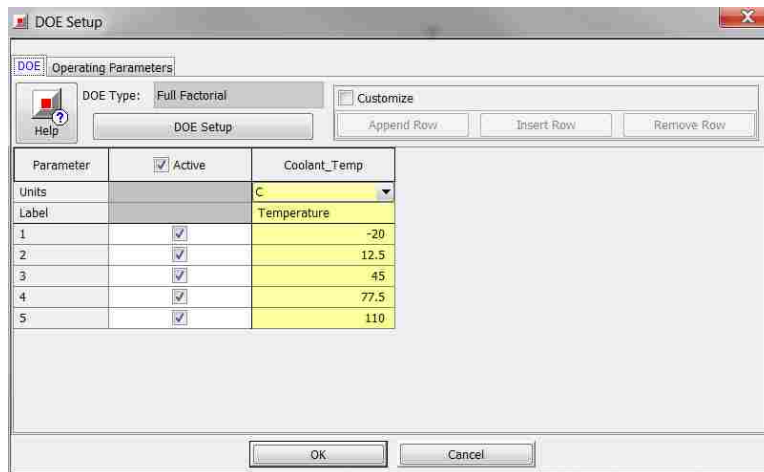 DOE Setup
DOE Operating Parameters
Help
DOE Type: Full Factorial
DOE Setup
Customize
Append Row Insert Row Remove Row
Parameter Active Coolant_Temp
Units C
Label Temperature
1 -20
2 12.5
3 45
4 77.5
5 110
OK Cancel